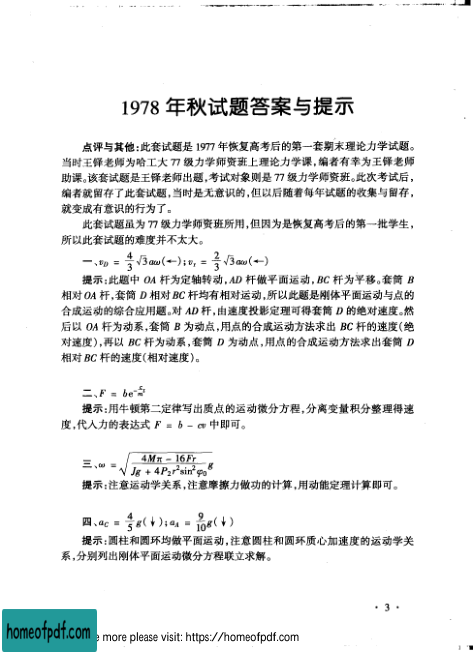 1978 年秋试题答案与提示
点评与其他:此套试题是 1977 年恢复高考后的第一套期末理论力学试题。
当时王铎老师为哈工大 77 级力学师资班上理论力学课,编者有幸为王铎老师
助课。该套试题是王铎老师出题,考试对象则是 77 级力学师资班。此次考试后,
编者就留存了此套试题,当时是无意识的,但以后随着每年试题的收集与留存,
就变成有意识的行为了。
此套试题虽为 77 级力学师资班所用,但因为是恢复高考后的第一批学生,
所以此套试题的难度并不太大。
一、v_D = 4/3 √3 aω(←);v_r = 2/3 √3 aω(←)
提示:此题中 OA 杆为定轴转动,AD 杆做平面运动,BC 杆为平移。套筒 B
相对 OA 杆,套筒 D 相对 BC 杆均有相对运动,所以此题是刚体平面运动与点的
合成运动的综合应用题。对 AD 杆,由速度投影定理可得套筒 D 的绝对速度。然
后以 OA 杆为动系,套筒 B 为动点,用点的合成运动方法求出 BC 杆的速度(绝
对速度),再以 BC 杆为动系,套筒 D 为动点,用点的合成运动方法求出套筒 D
相对 BC 杆的速度(相对速度)。
二、F = be^(-c/m t)
提示:用牛顿第二定律写出质点的运动微分方程,分离变量积分整理得速
度,代入力的表达式 F = b - cv 中即可。
三、ω = √((4Mπ - 16Fr)/(Jg + 4P₂r²sin²φ₀) g)
提示:注意运动学关系,注意摩擦力做功的计算,用动能定理计算即可。
四、a_C = 4/5 g(↓);a_A = 9/10 g(↓)
提示:圆柱和圆环均做平面运动,注意圆柱和圆环质心加速度的运动学关
系,分别列出刚体平面运动微分方程联立求解。
· 3 ·
homeofpdf.com
e more please visit: https://homeofpdf.com